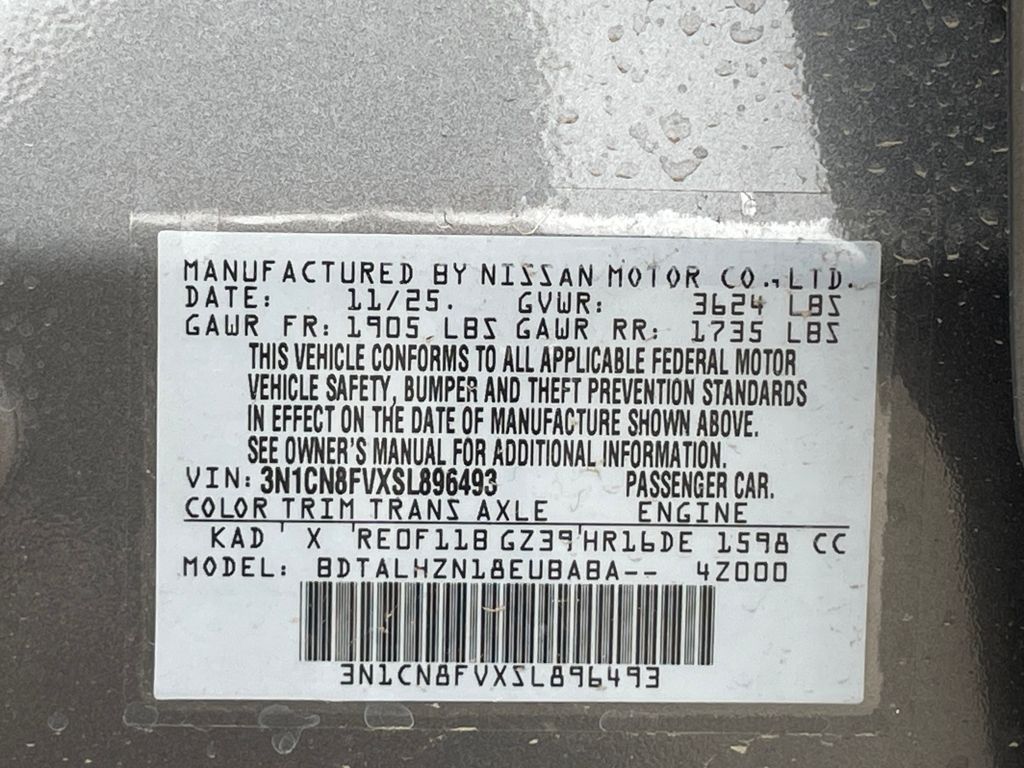 MANUFACTURED BY NISSAN MOTOR CO.,LTD.
DATE: 11/25. GVWR: 3624 LBS
GAWR FR: 1905 LBS GAWR RR: 1735 LBS
THIS VEHICLE CONFORMS TO ALL APPLICABLE FEDERAL MOTOR
VEHICLE SAFETY, BUMPER AND THEFT PREVENTION STANDARDS
IN EFFECT ON THE DATE OF MANUFACTURE SHOWN ABOVE.
SEE OWNER'S MANUAL FOR ADDITIONAL INFORMATION.
VIN: 3N1CN8FVXSL896493 PASSENGER CAR.
COLOR TRIM TRANS AXLE ENGINE
KAD X RE0F11B GZ39 HR16DE 1598 CC
MODEL: BDTALHZN18EUBABA-- 4Z000
3N1CN8FVXSL896493